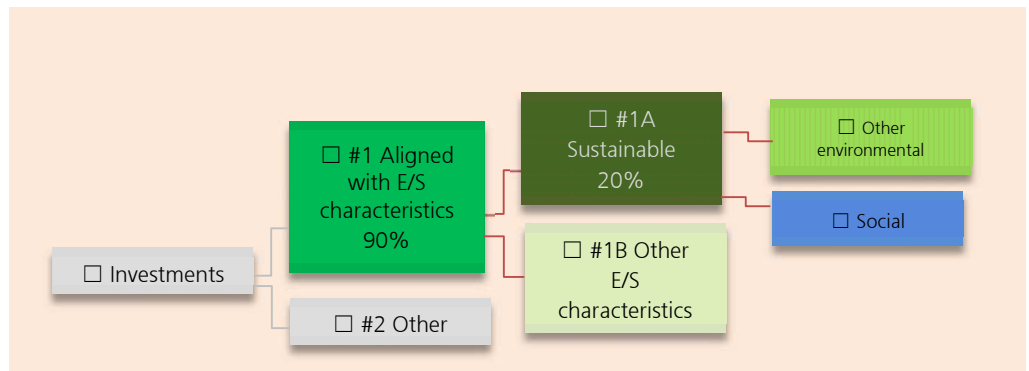 ☐ Investments
☐ #1 Aligned
with E/S
characteristics
90%
☐ #2 Other
☐ #1A
Sustainable
20%
☐ #1B Other
E/S
characteristics
☐ Other
environmental
☐ Social